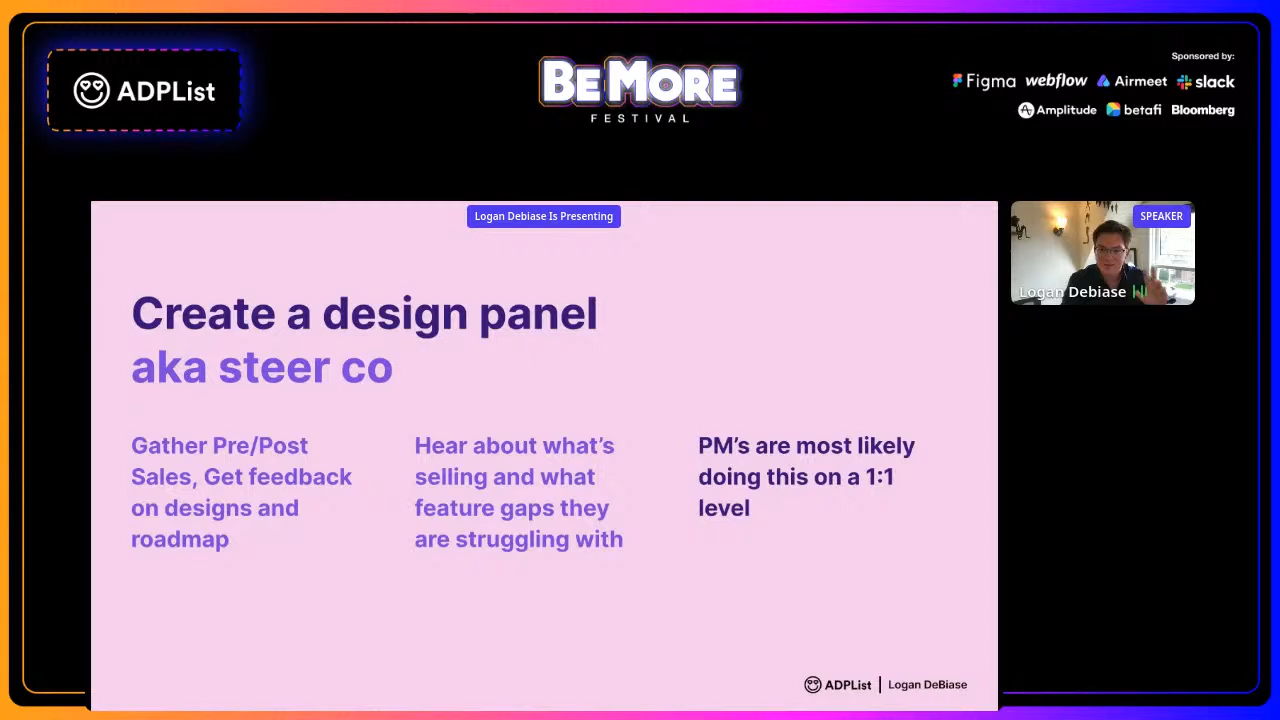 ADPList
BE MORE
FESTIVAL
Sponsored by:
Figma webflow Airmeet slack
Amplitude betafi Bloomberg
Logan Debiase Is Presenting
SPEAKER
Logan Debiase
Create a design panel
aka steer co
Gather Pre/Post
Sales, Get feedback
on designs and
roadmap
Hear about what’s
selling and what
feature gaps they
are struggling with
PM’s are most likely
doing this on a 1:1
level
ADPList | Logan DeBiase